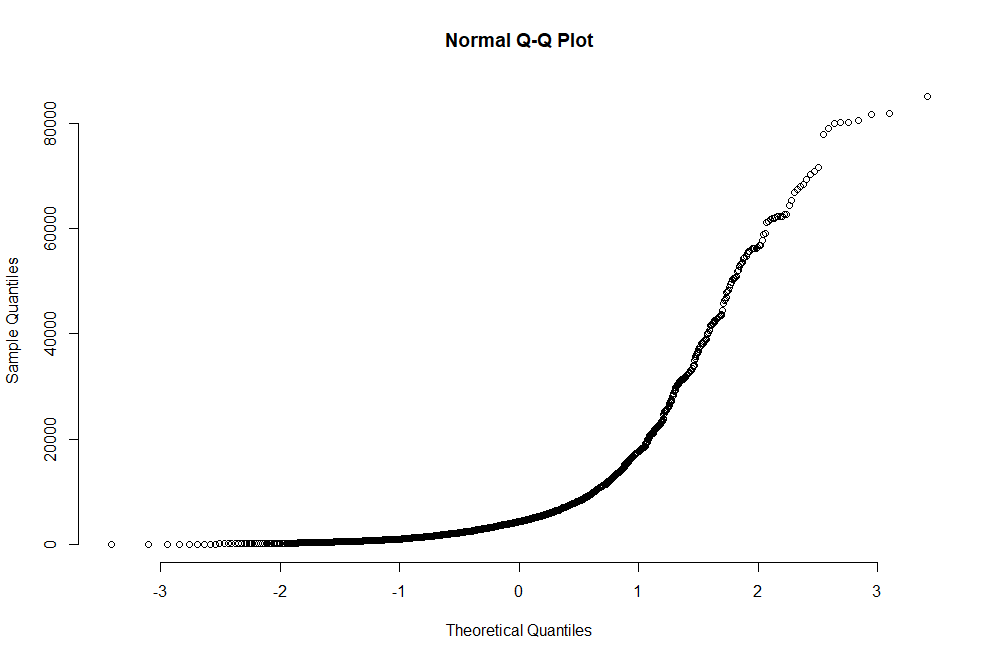 Normal Q-Q Plot
80000
60000
40000
20000
0
Sample Quantiles
-3 -2 -1 0 1 2 3
Theoretical Quantiles